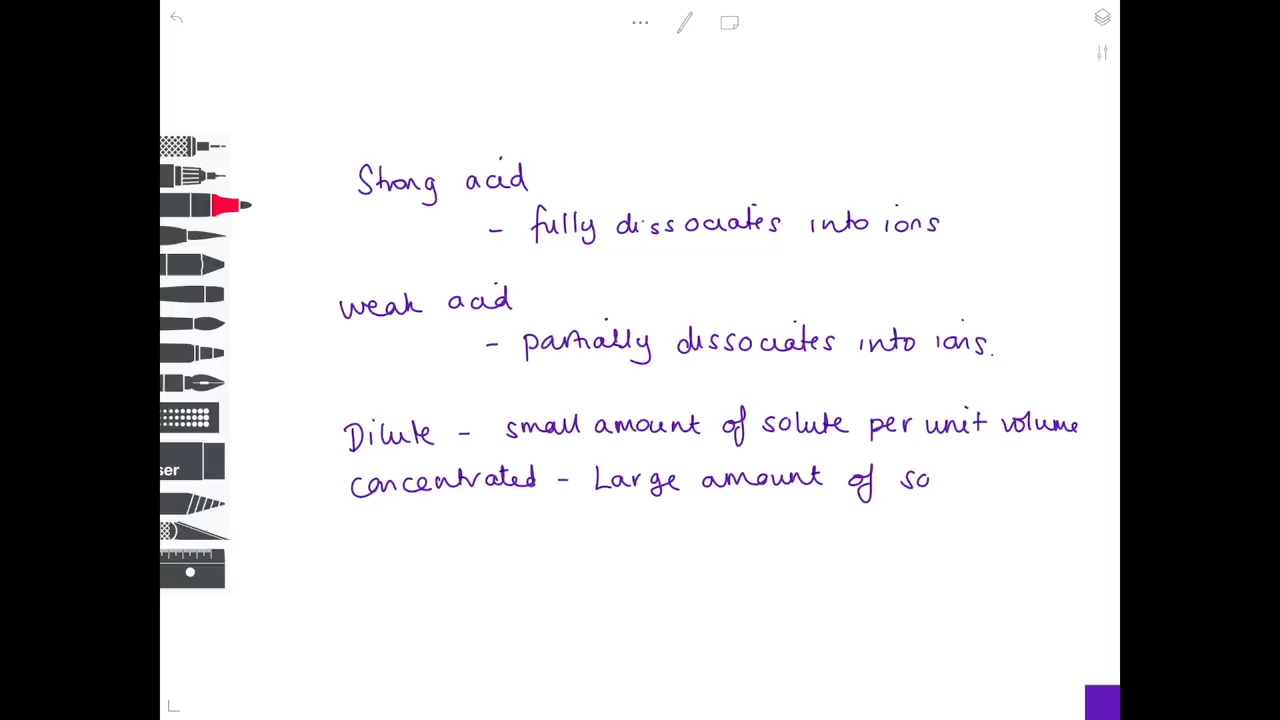 Strong acid
- fully dissociates into ions
weak acid
- partially dissociates into ions.
Dilute - small amount of solute per unit volume
concentrated - Large amount of so
ser